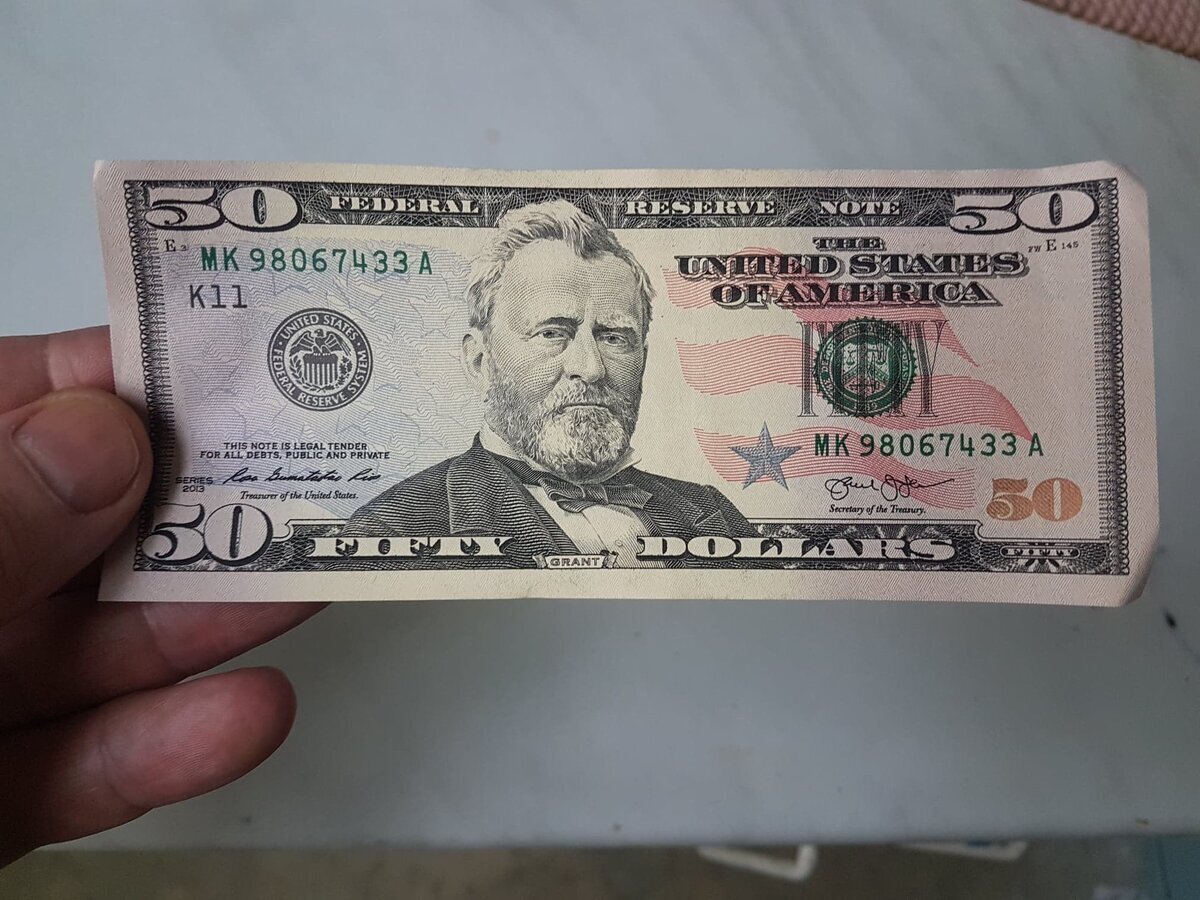 50 FEDERAL RESERVE NOTE 50
E 3
MK 98067433 A
K11
THE
UNITED STATES
OF AMERICA
FW E 145
UNITED STATES
FEDERAL RESERVE SYSTEM
FIFTY
THIS NOTE IS LEGAL TENDER
FOR ALL DEBTS, PUBLIC AND PRIVATE
MK 98067433 A
SERIES
2013
Treasurer of the United States.
Secretary of the Treasury.
50
50 FIFTY DOLLARS FIFTY
GRANT